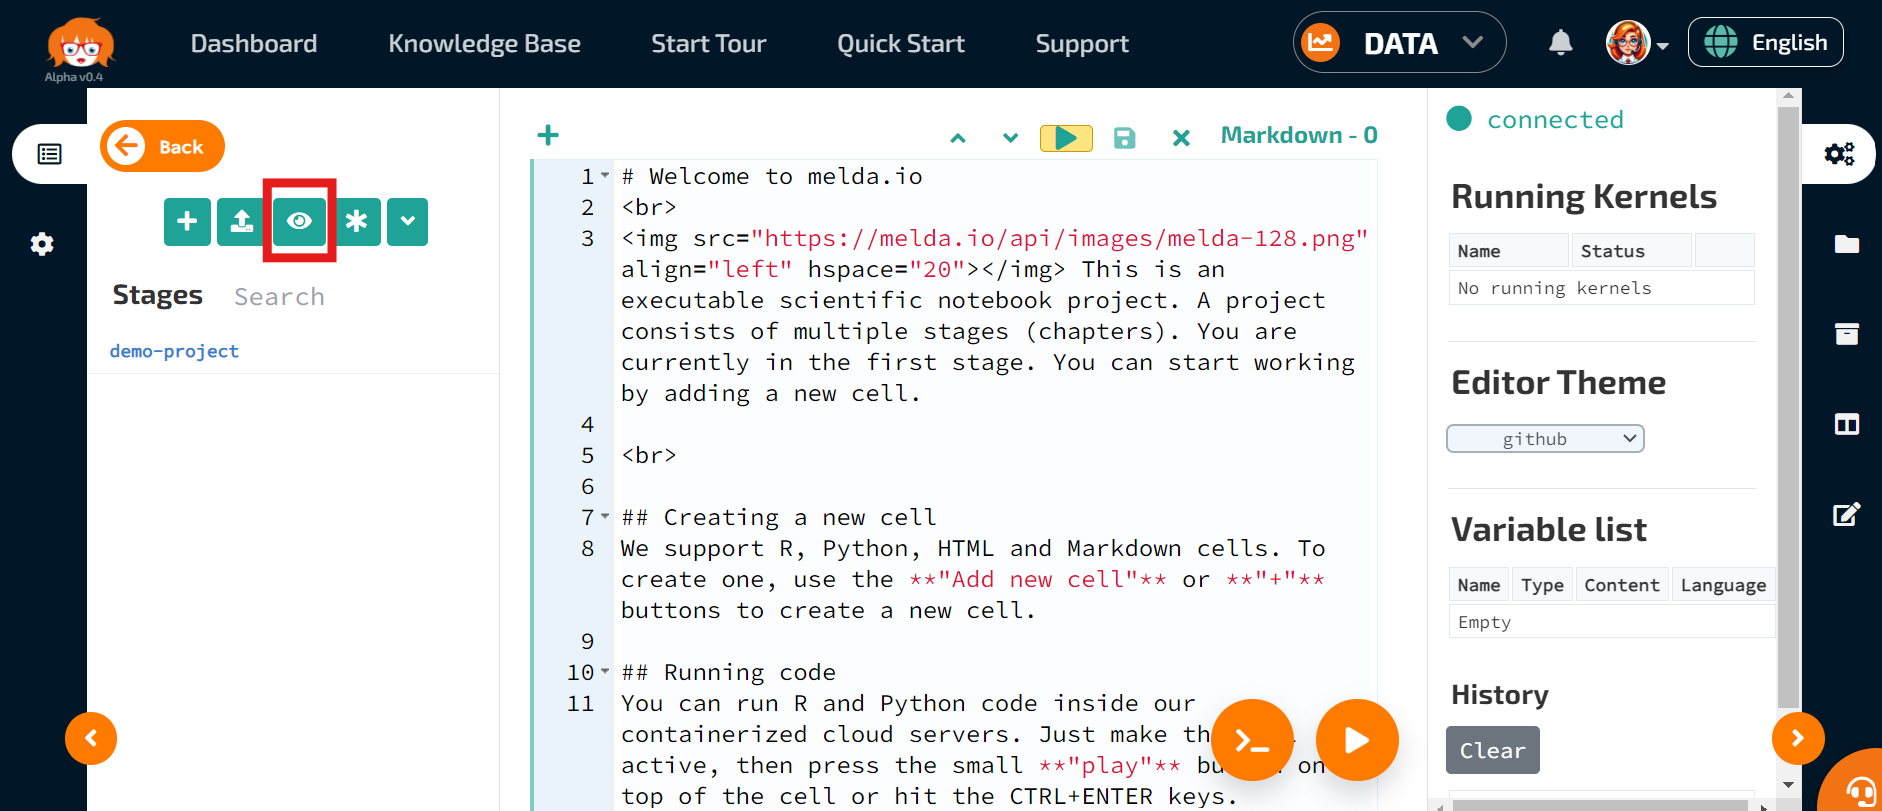 Alpha v0.4
Dashboard
Knowledge Base
Start Tour
Quick Start
Support
DATA
English
Back
Stages
Search
demo-project
Markdown - 0
1 # Welcome to melda.io
2 <br>
3 <img src="https://melda.io/api/images/melda-128.png"
align="left" hspace="20"></img> This is an
executable scientific notebook project. A project
consists of multiple stages (chapters). You are
currently in the first stage. You can start working
by adding a new cell.
4
5 <br>
6
7 ## Creating a new cell
8 We support R, Python, HTML and Markdown cells. To
create one, use the **"Add new cell"** or **"+"**
buttons to create a new cell.
9
10 ## Running code
11 You can run R and Python code inside our
containerized cloud servers. Just make
active, then press the small **"play"** on
top of the cell or hit the CTRL+ENTER keys.
connected
Running Kernels
Name Status
No running kernels
Editor Theme
github
Variable list
Name Type Content Language
Empty
History
Clear